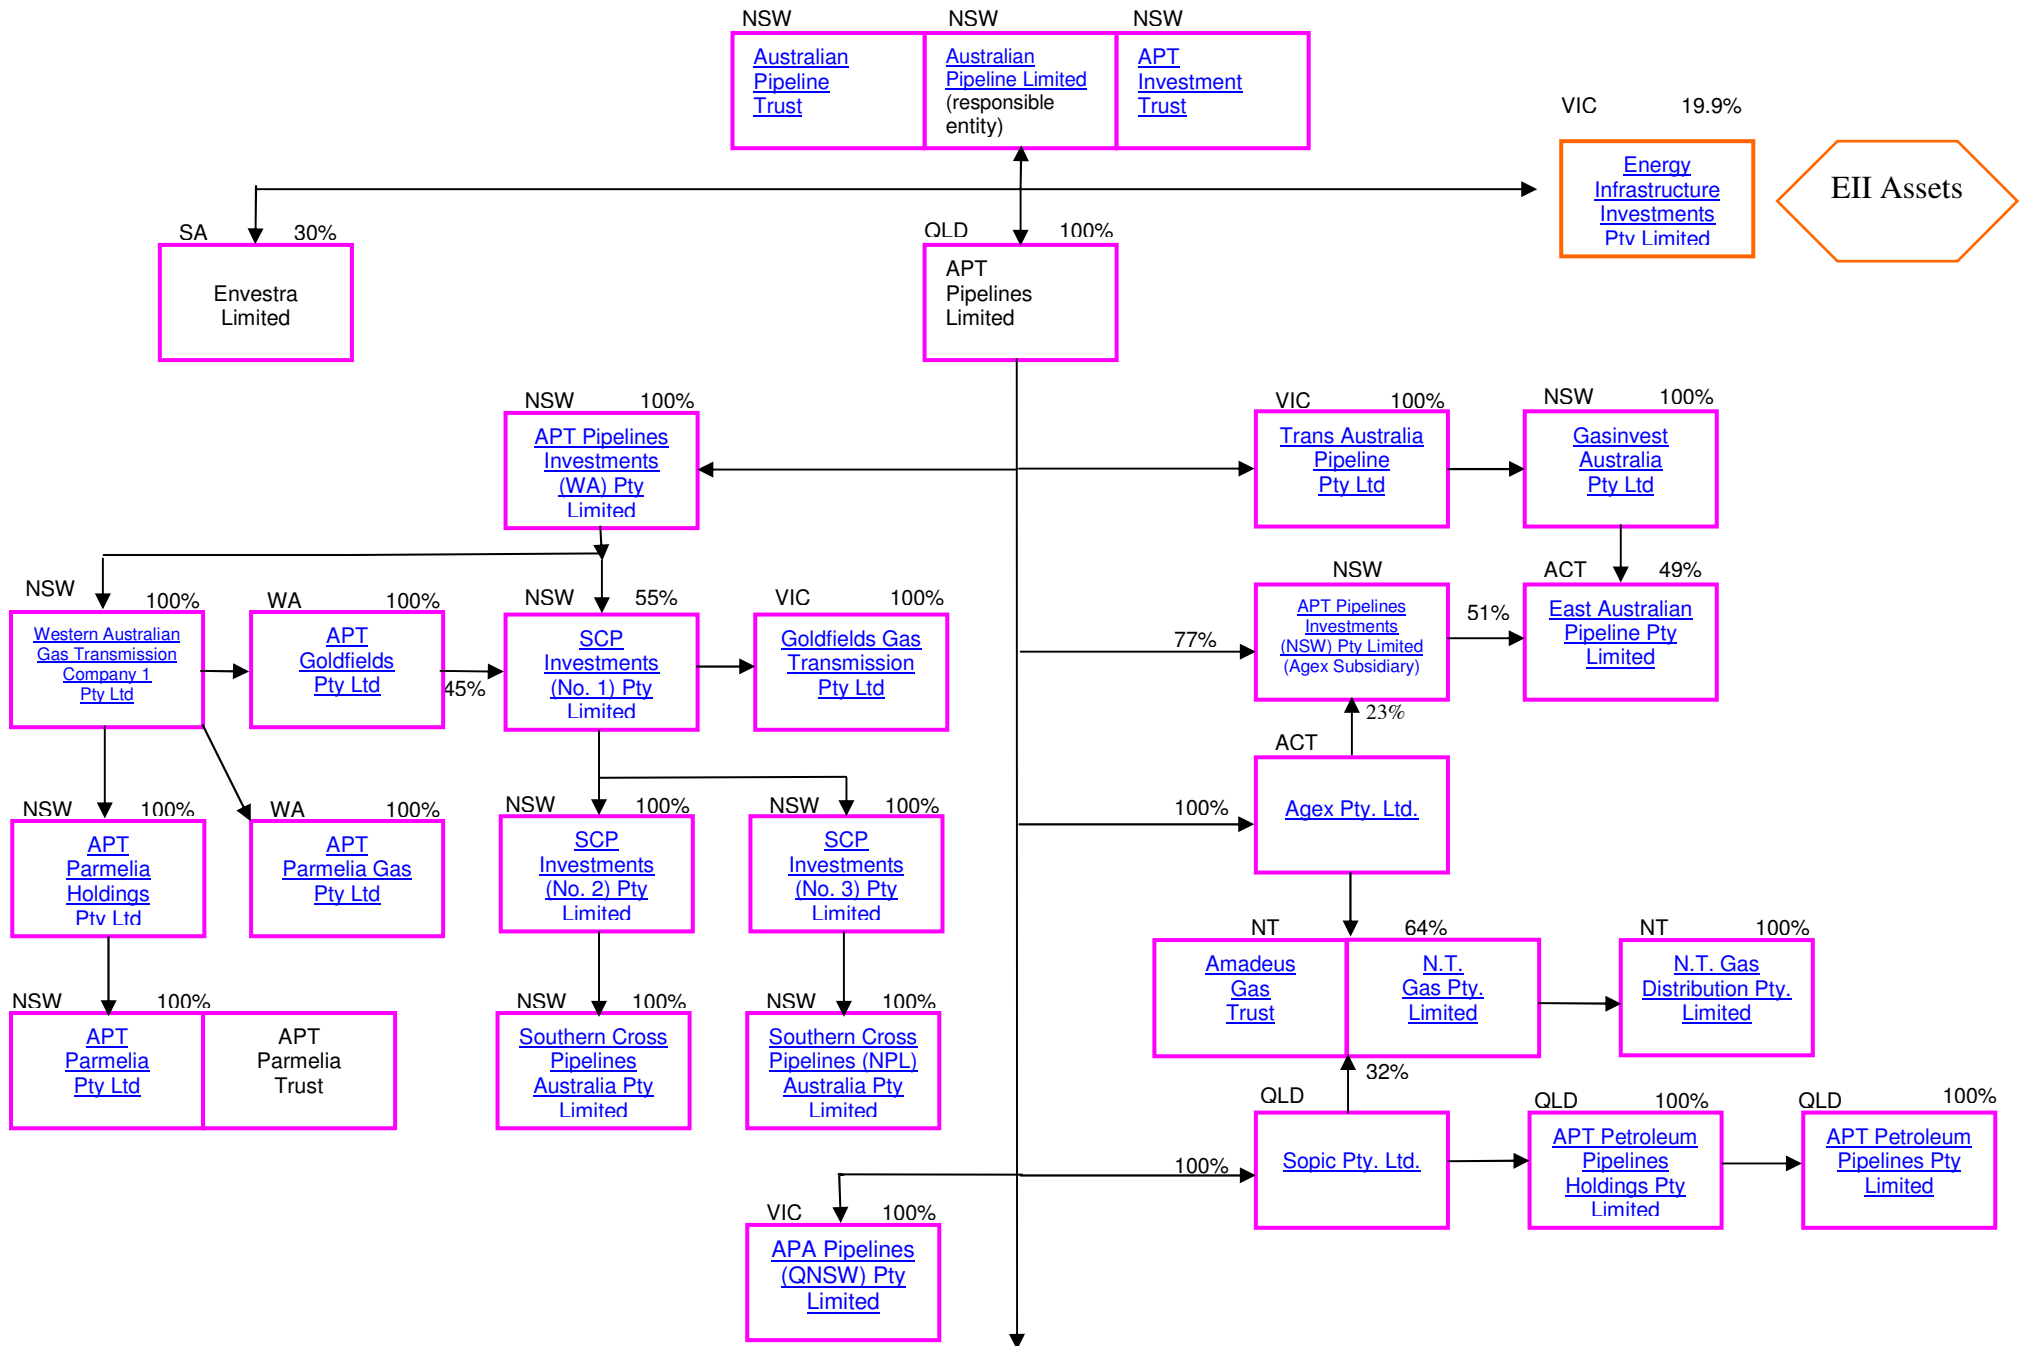 NSW NSW NSW
Australian
Pipeline
Trust
Australian
Pipeline Limited
(responsible
entity)
APT
Investment
Trust
VIC 19.9%
Energy
Infrastructure
Investments
Pty Limited
EII Assets
SA 30%
Envestra
Limited
QLD 100%
APT
Pipelines
Limited
NSW 100%
APT Pipelines
Investments
(WA) Pty
Limited
VIC 100%
Trans Australia
Pipeline
Pty Ltd
NSW 100%
Gasinvest
Australia
Pty Ltd
NSW 100%
Western Australian
Gas Transmission
Company 1
Pty Ltd
WA 100%
APT
Goldfields
Pty Ltd
45%
NSW 55%
SCP
Investments
(No. 1) Pty
Limited
VIC 100%
Goldfields Gas
Transmission
Pty Ltd
77%
NSW
APT Pipelines
Investments
(NSW) Pty Limited
(Agex Subsidiary)
51%
ACT 49%
East Australian
Pipeline Pty
Limited
23%
NSW 100%
APT
Parmelia
Holdings
Pty Ltd
WA 100%
APT
Parmelia Gas
Pty Ltd
NSW 100%
SCP
Investments
(No. 2) Pty
Limited
NSW 100%
SCP
Investments
(No. 3) Pty
Limited
100%
ACT
Agex Pty. Ltd.
NSW 100%
APT
Parmelia
Pty Ltd
APT
Parmelia
Trust
NSW 100%
Southern Cross
Pipelines
Australia Pty
Limited
NSW 100%
Southern Cross
Pipelines (NPL)
Australia Pty
Limited
NT 64%
Amadeus
Gas
Trust
N.T.
Gas Pty.
Limited
NT 100%
N.T. Gas
Distribution Pty.
Limited
32%
100%
QLD
Sopic Pty. Ltd.
QLD 100%
APT Petroleum
Pipelines
Holdings Pty
Limited
QLD 100%
APT Petroleum
Pipelines Pty
Limited
VIC 100%
APA Pipelines
(QNSW) Pty
Limited